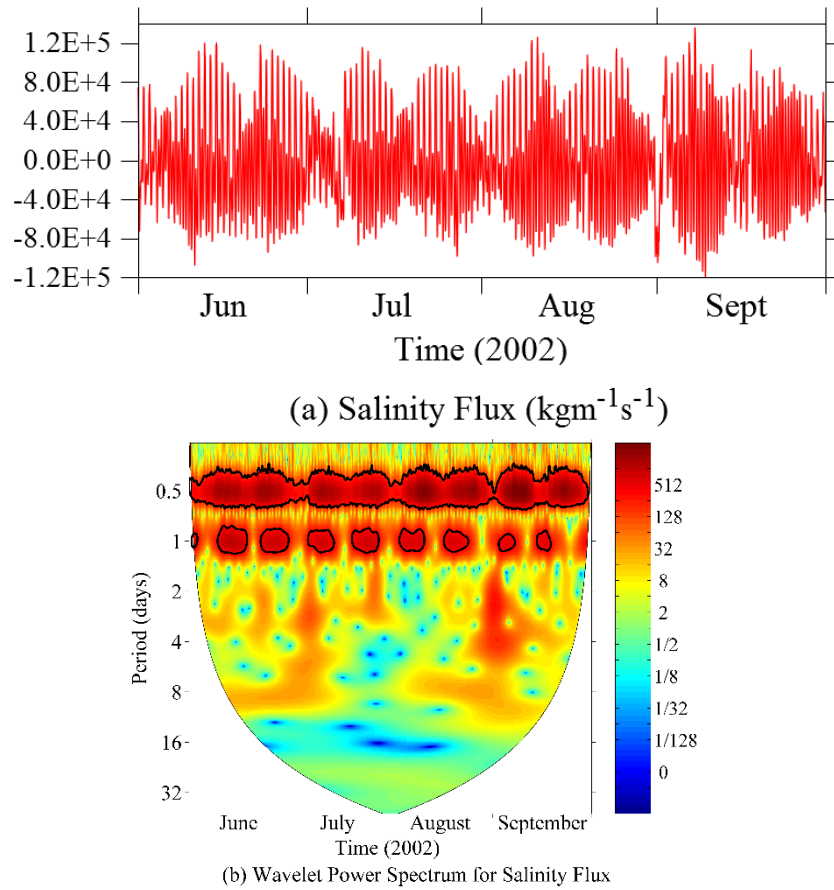 1.2E+5
8.0E+4
4.0E+4
0.0E+0
-4.0E+4
-8.0E+4
-1.2E+5
Jun Jul Aug Sept
Time (2002)
(a) Salinity Flux (kgm⁻¹s⁻¹)
Period (days)
0.5
1
2
4
8
16
32
512
128
32
8
2
1/2
1/8
1/32
1/128
0
June July August September
Time (2002)
(b) Wavelet Power Spectrum for Salinity Flux